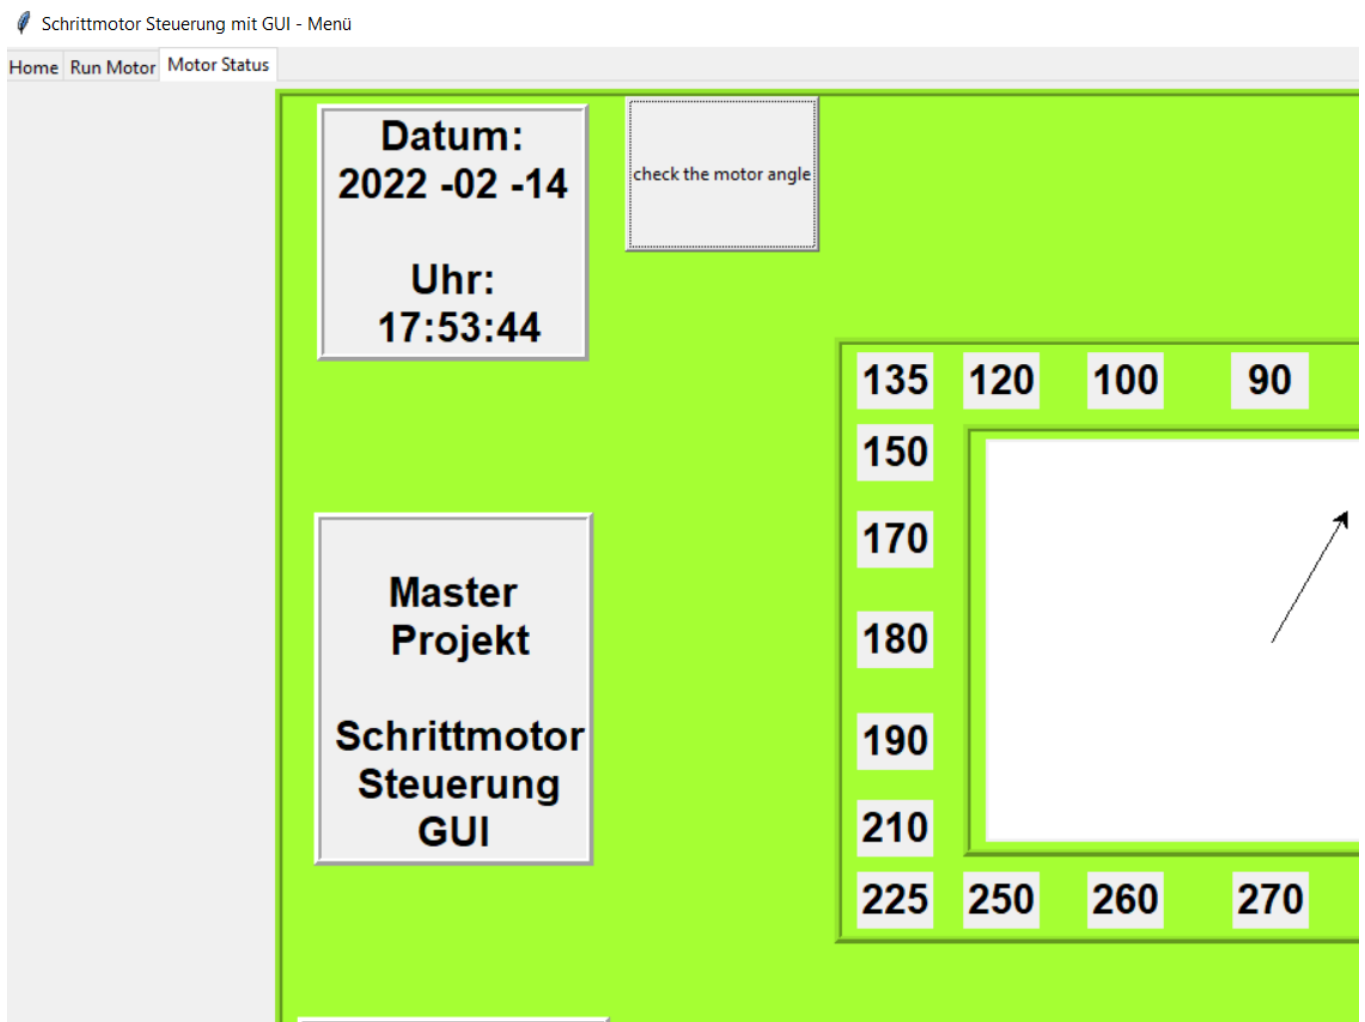 Schrittmotor Steuerung mit GUI - Menü
Home Run Motor Motor Status
Datum:
2022 -02 -14
Uhr:
17:53:44
check the motor angle
Master
Projekt
Schrittmotor
Steuerung
GUI
135 120 100 90
150
170
180
190
210
225 250 260 270